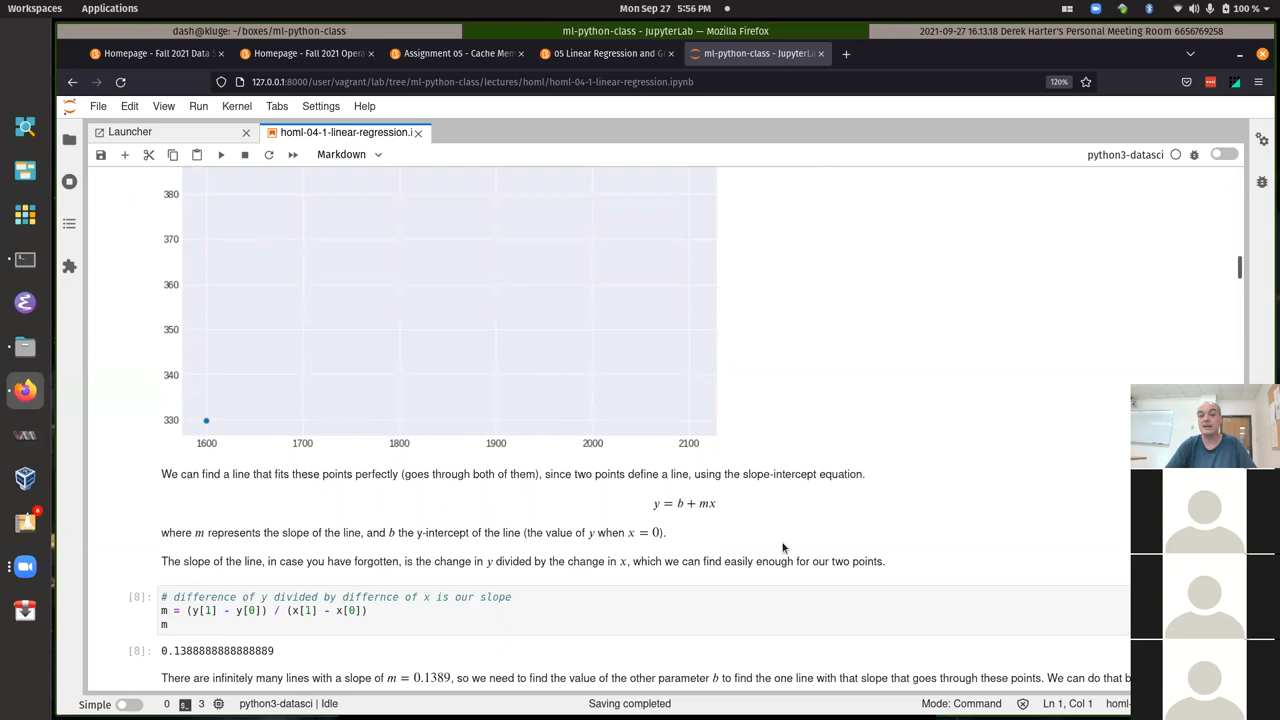 Workspaces Applications Mon Sep 27 5:56 PM 100 %
dash@kluge: ~/boxes/ml-python-class ml-python-class - JupyterLab — Mozilla Firefox 2021-09-27 16.13.18 Derek Harter's Personal Meeting Room 6656769258
Homepage - Fall 2021 Data S Homepage - Fall 2021 Opera Assignment 05 - Cache Mem 05 Linear Regression and Gr ml-python-class - JupyterLa
127.0.0.1:8000/user/vagrant/lab/tree/ml-python-class/lectures/homl/homl-04-1-linear-regression.ipynb 120%
File Edit View Run Kernel Tabs Settings Help
Launcher homl-04-1-linear-regression.i
Markdown python3-datasci
380
370
360
350
340
330
1600 1700 1800 1900 2000 2100
We can find a line that fits these points perfectly (goes through both of them), since two points define a line, using the slope-intercept equation.
y = b + mx
where m represents the slope of the line, and b the y-intercept of the line (the value of y when x = 0).
The slope of the line, in case you have forgotten, is the change in y divided by the change in x, which we can find easily enough for our two points.
[8]: # difference of y divided by differnce of x is our slope
m = (y[1] - y[0]) / (x[1] - x[0])
m
[8]: 0.1388888888888889
There are infinitely many lines with a slope of m = 0.1389, so we need to find the value of the other parameter b to find the one line with that slope that goes through these points. We can do that b
Simple 0 3 python3-datasci | Idle Saving completed Mode: Command Ln 1, Col 1 homl-